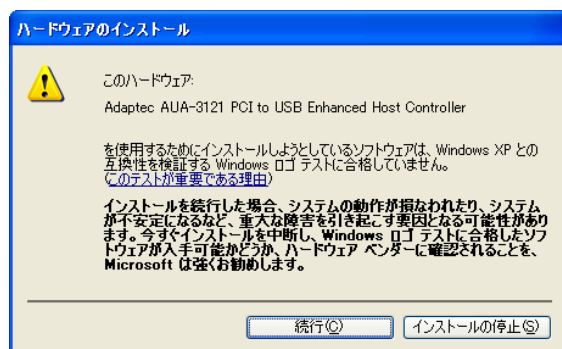 ハードウェアのインストール
このハードウェア:
Adaptec AUA-3121 PCI to USB Enhanced Host Controller
を使用するためにインストールしようとしているソフトウェアは、Windows XP との
互換性を検証する Windows ロゴ テストに合格していません。
(このテストが重要である理由)
インストールを続行した場合、システムの動作が損なわれたり、システム
が不安定になるなど、重大な障害を引き起こす要因となる可能性があり
ます。今すぐインストールを中断し、Windows ロゴ テストに合格したソフ
トウェアが入手可能かどうか、ハードウェア ベンダーに確認されることを、
Microsoft は強くお勧めします。
続行(C)
インストールの停止(S)